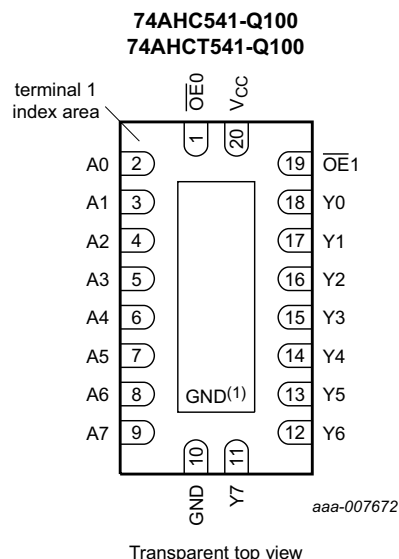 74AHC541-Q100
74AHCT541-Q100
terminal 1
index area
OE0
VCC
1
20
A0 2 19 OE1
A1 3 18 Y0
A2 4 17 Y1
A3 5 16 Y2
A4 6 15 Y3
A5 7 14 Y4
A6 8 GND(1) 13 Y5
A7 9 12 Y6
10
11
GND
Y7
aaa-007672
Transparent top view